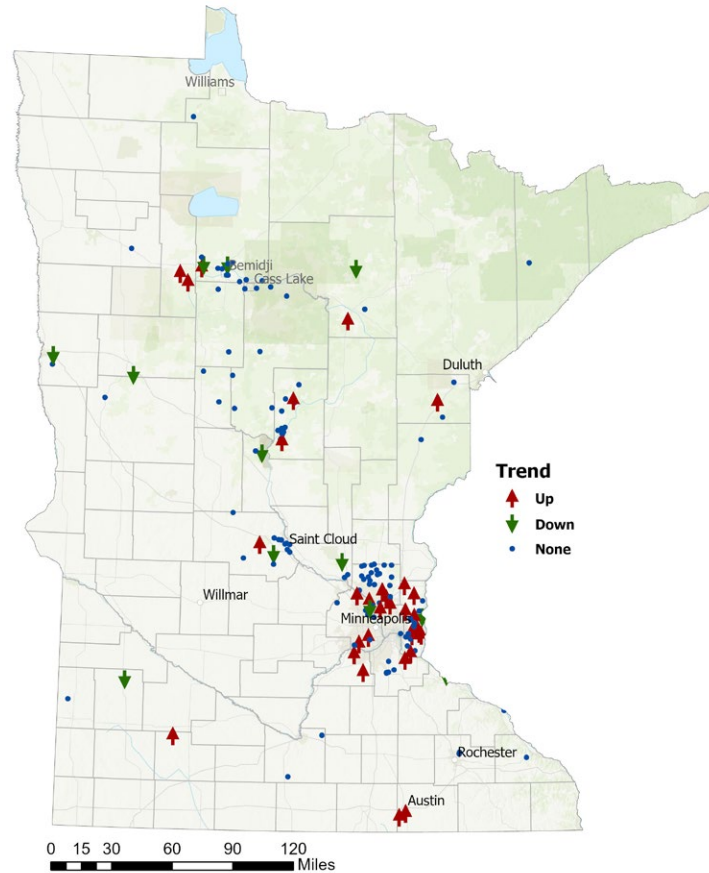 Williams
Bemidji
Cass Lake
Duluth
Trend
Up
Down
None
Saint Cloud
Willmar
Minneapolis
Rochester
Austin
0 15 30 60 90 120
Miles